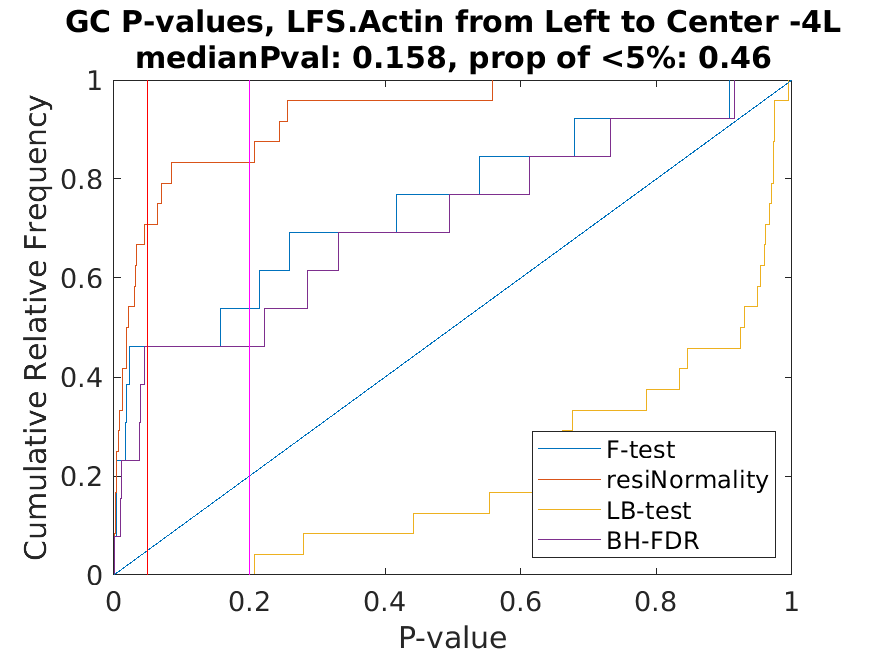 GC P-values, LFS.Actin from Left to Center -4L
medianPval: 0.158, prop of <5%: 0.46
Cumulative Relative Frequency
1
0.8
0.6
0.4
0.2
0
0
0.2
0.4
0.6
0.8
1
P-value
F-test
resiNormality
LB-test
BH-FDR